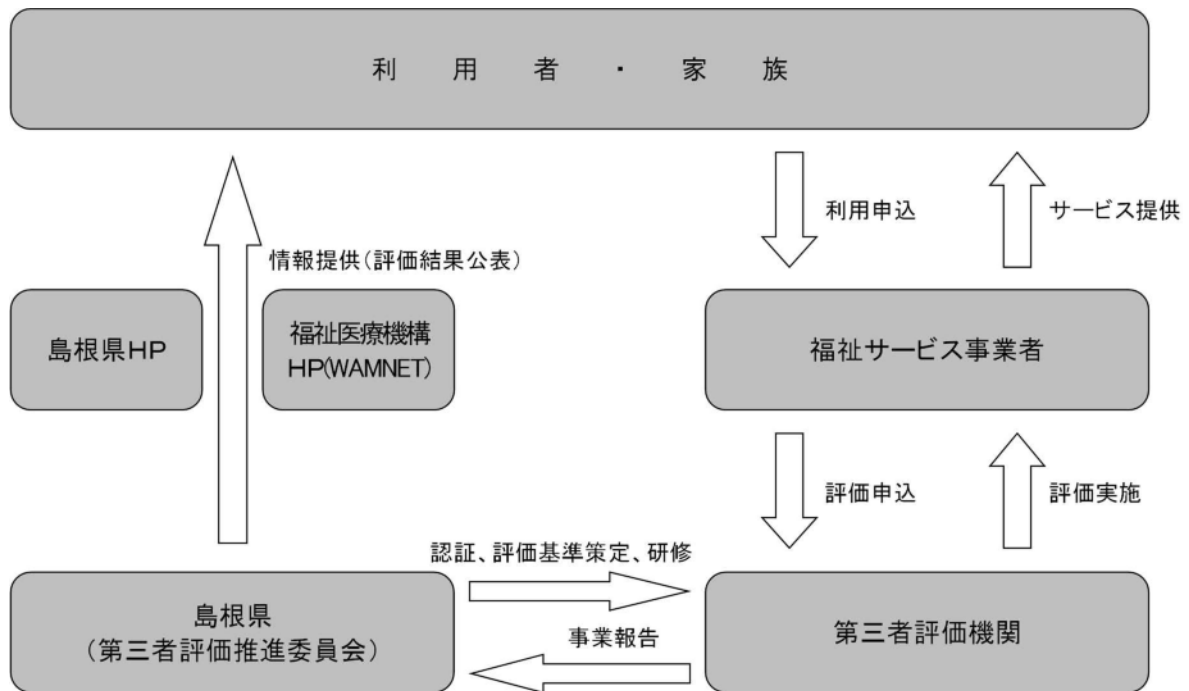 利用者・家族
利用申込
サービス提供
情報提供(評価結果公表)
島根県HP
福祉医療機構
HP(WAMNET)
福祉サービス事業者
評価申込
評価実施
認証、評価基準策定、研修
島根県
(第三者評価推進委員会)
事業報告
第三者評価機関